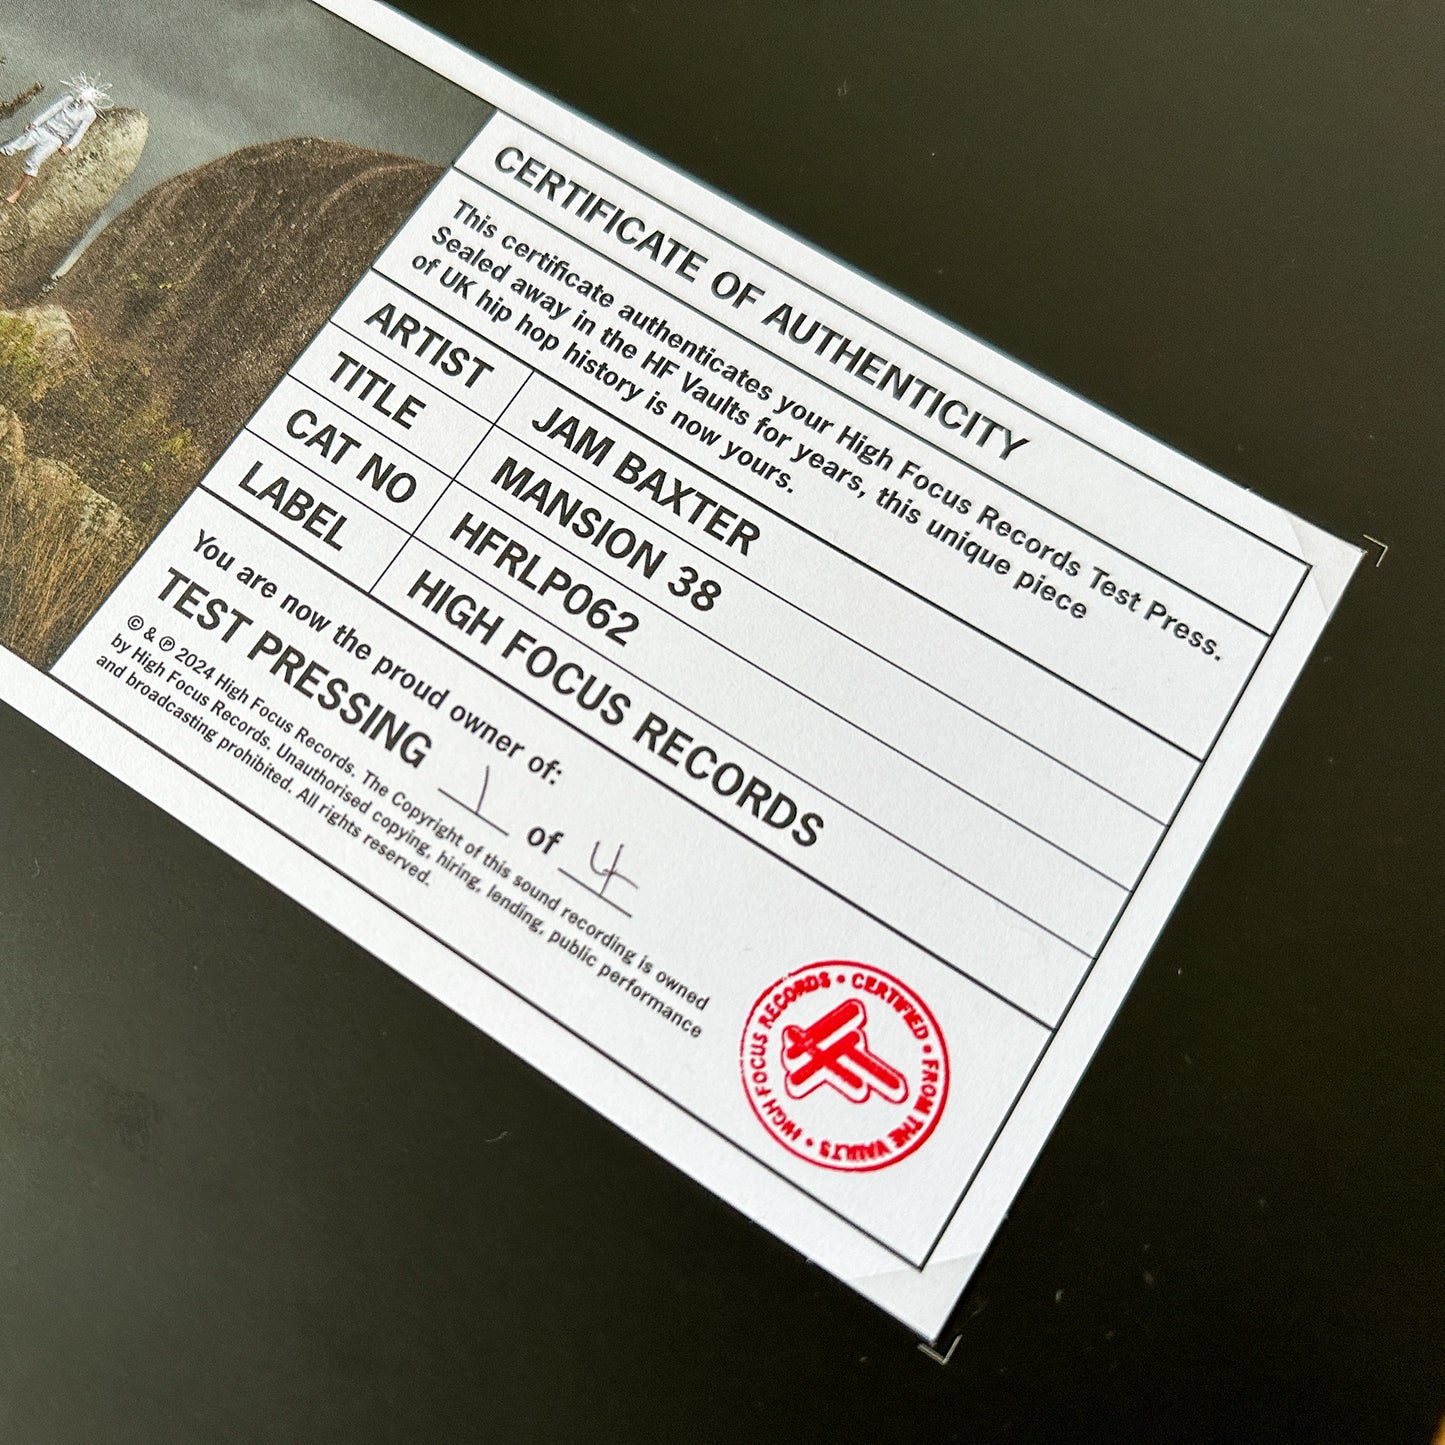 CERTIFICATE OF AUTHENTICITY
This certificate authenticates your High Focus Records Test Press.
Sealed away in the HF Vaults for years, this unique piece
of UK hip hop history is now yours.
ARTIST JAM BAXTER
TITLE MANSION 38
CAT NO HFRLP062
LABEL HIGH FOCUS RECORDS
You are now the proud owner of:
TEST PRESSING 1 of 4
© & ℗ 2024 High Focus Records. The Copyright of this sound recording is owned
by High Focus Records. Unauthorised copying, hiring, lending, public performance
and broadcasting prohibited. All rights reserved.
HIGH FOCUS RECORDS • CERTIFIED • FROM THE VAULTS •